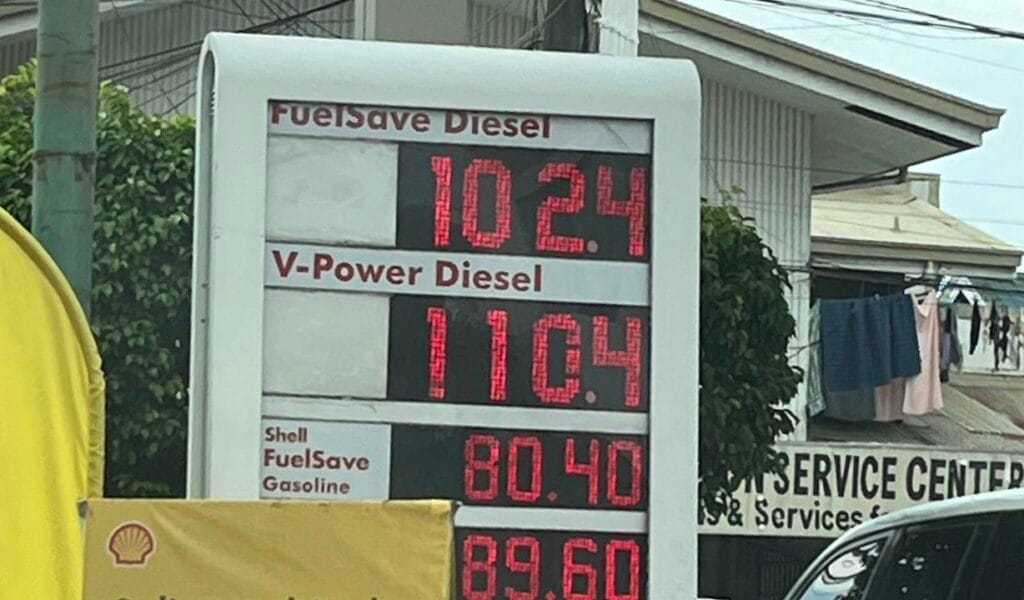 FuelSave Diesel
102.4
V-Power Diesel
110.4
Shell
FuelSave
Gasoline
80.40
89.60
SERVICE CENTER
& Services